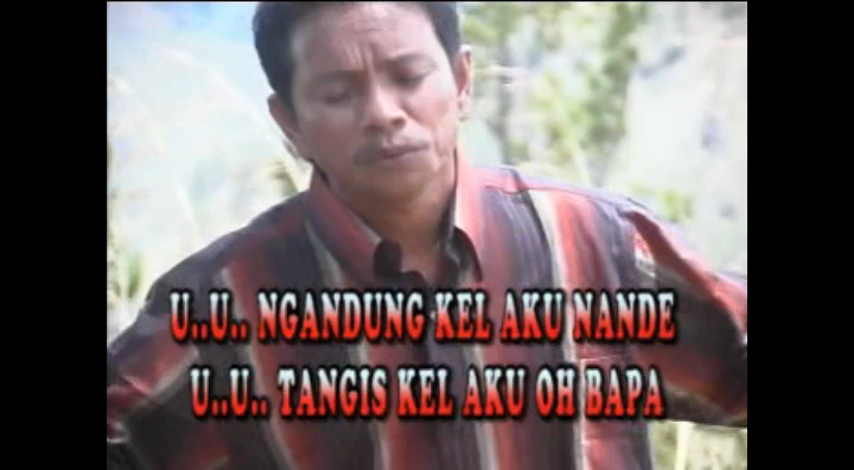 U..U.. NGANDUNG KEL AKU NANDE
U..U.. TANGIS KEL AKU OH BAPA